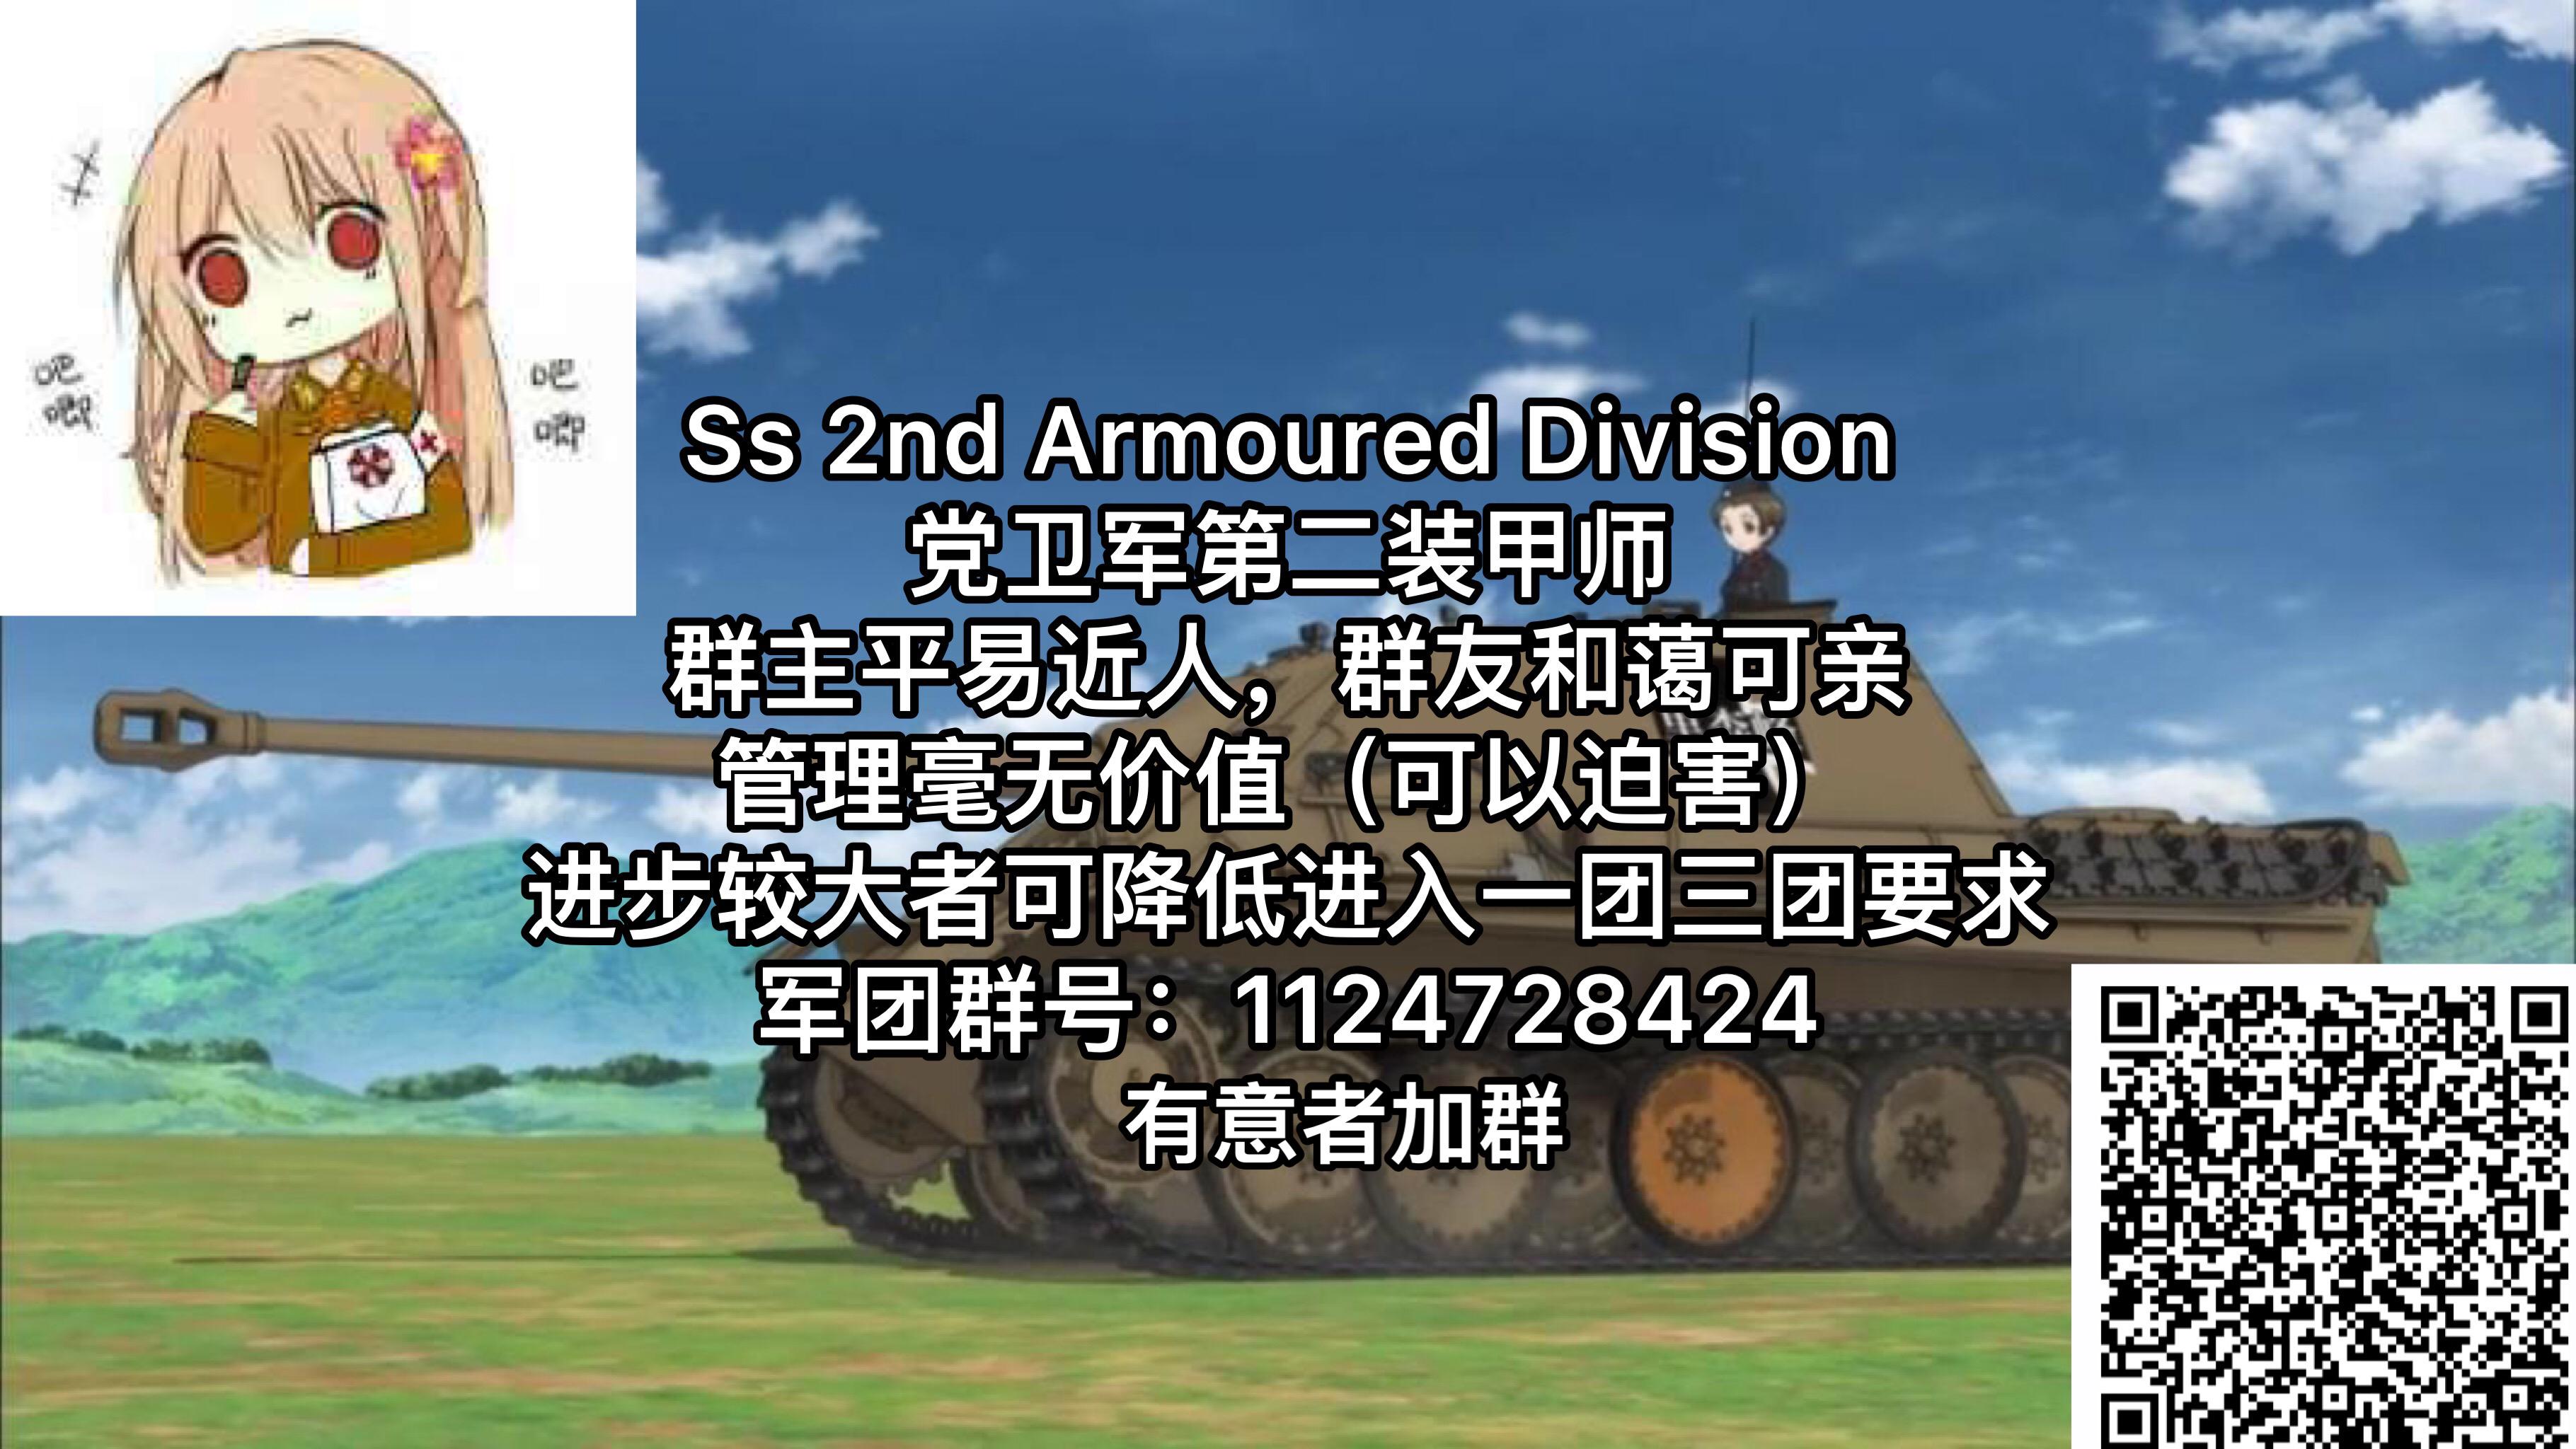 吧唧
吧唧
Ss 2nd Armoured Division
党卫军第二装甲师
群主平易近人，群友和蔼可亲
管理毫无价值（可以迫害）
进步较大者可降低进入一团三团要求
军团群号：1124728424
有意者加群